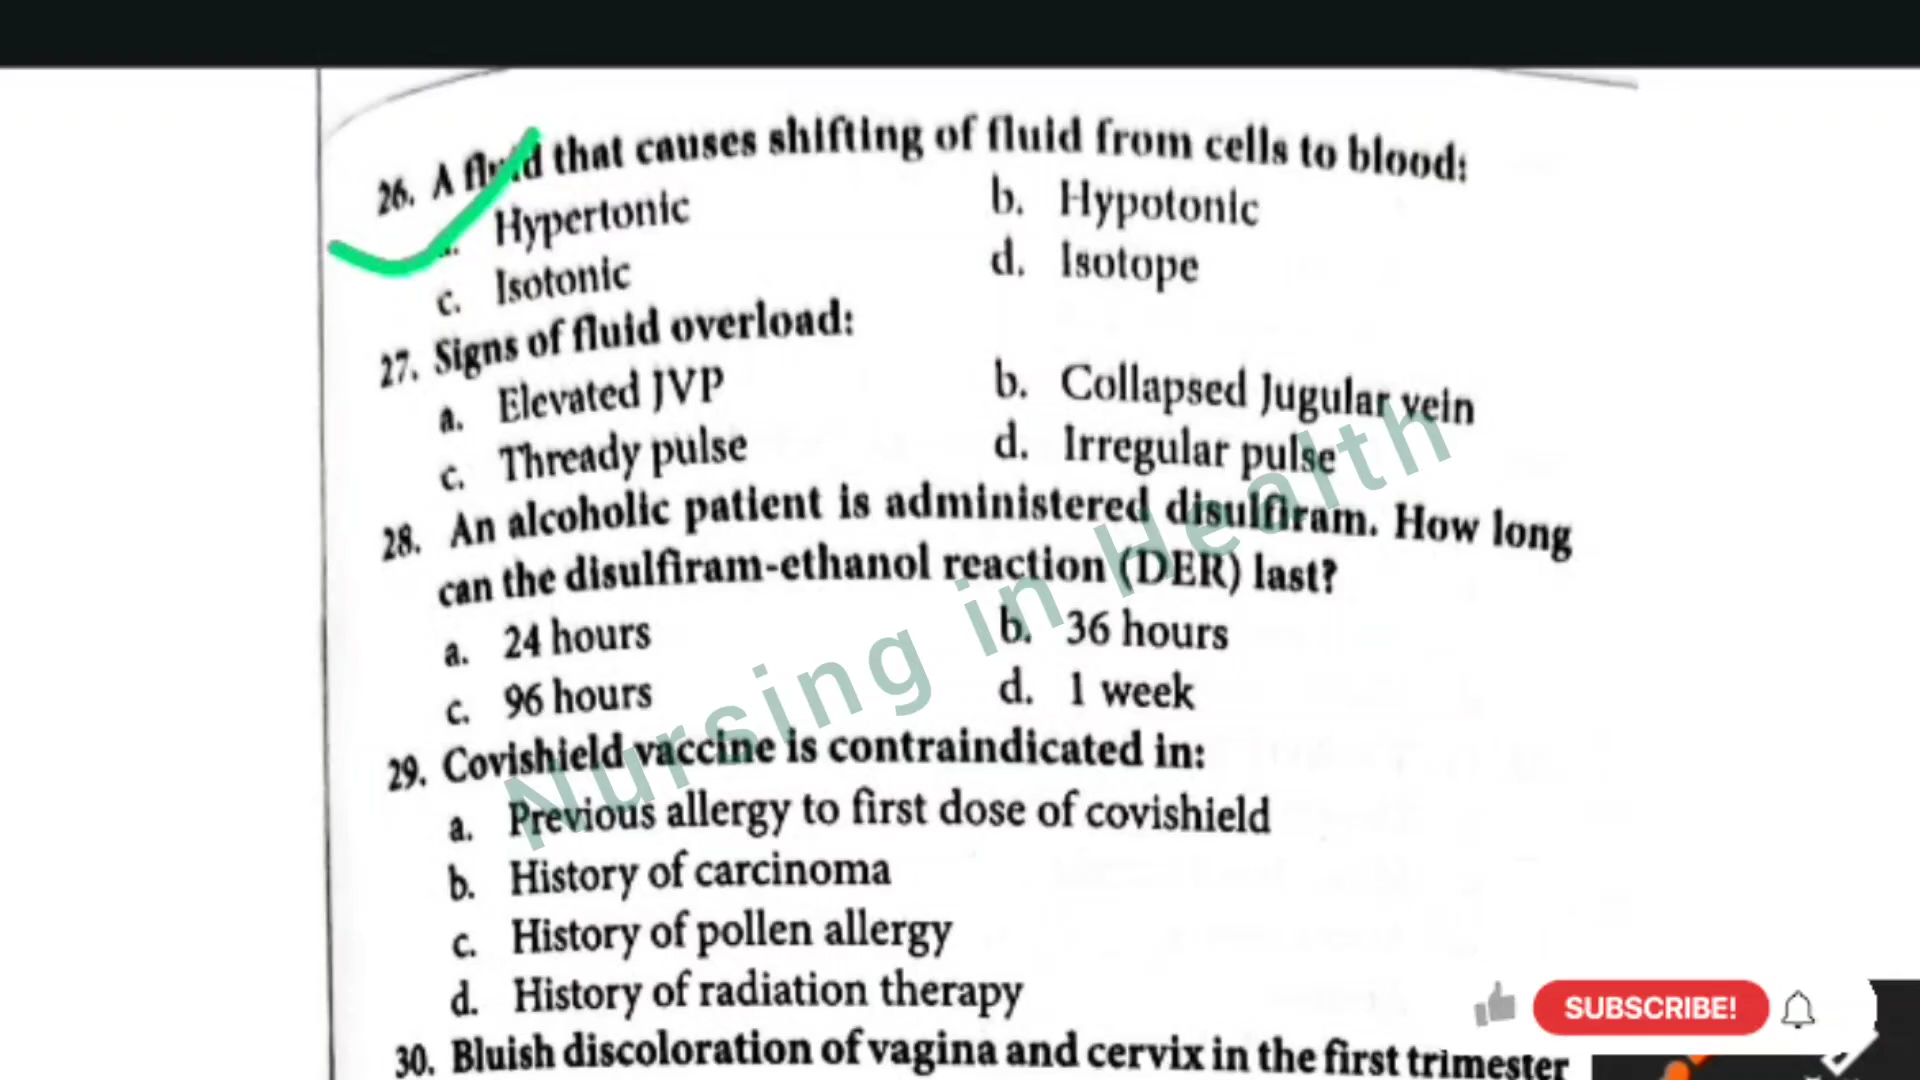 26. A fluid that causes shifting of fluid from cells to blood:
Hypertonic b. Hypotonic
c. Isotonic d. Isotope
27. Signs of fluid overload:
a. Elevated JVP b. Collapsed Jugular vein
c. Thready pulse d. Irregular pulse
28. An alcoholic patient is administered disulfiram. How long
can the disulfiram-ethanol reaction (DER) last?
a. 24 hours b. 36 hours
c. 96 hours d. 1 week
29. Covishield vaccine is contraindicated in:
a. Previous allergy to first dose of covishield
b. History of carcinoma
c. History of pollen allergy
d. History of radiation therapy
30. Bluish discoloration of vagina and cervix in the first trimester
Nursing in Health
SUBSCRIBE!